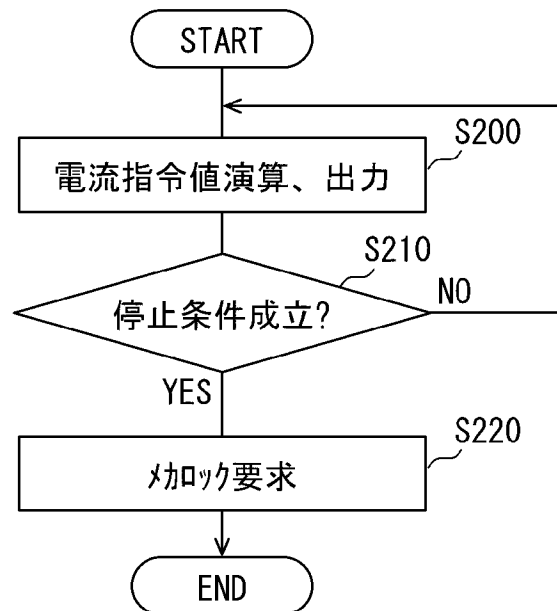 START
S200
電流指令値演算、出力
S210
停止条件成立?
NO
YES
S220
ﾒｶﾛｯｸ要求
END